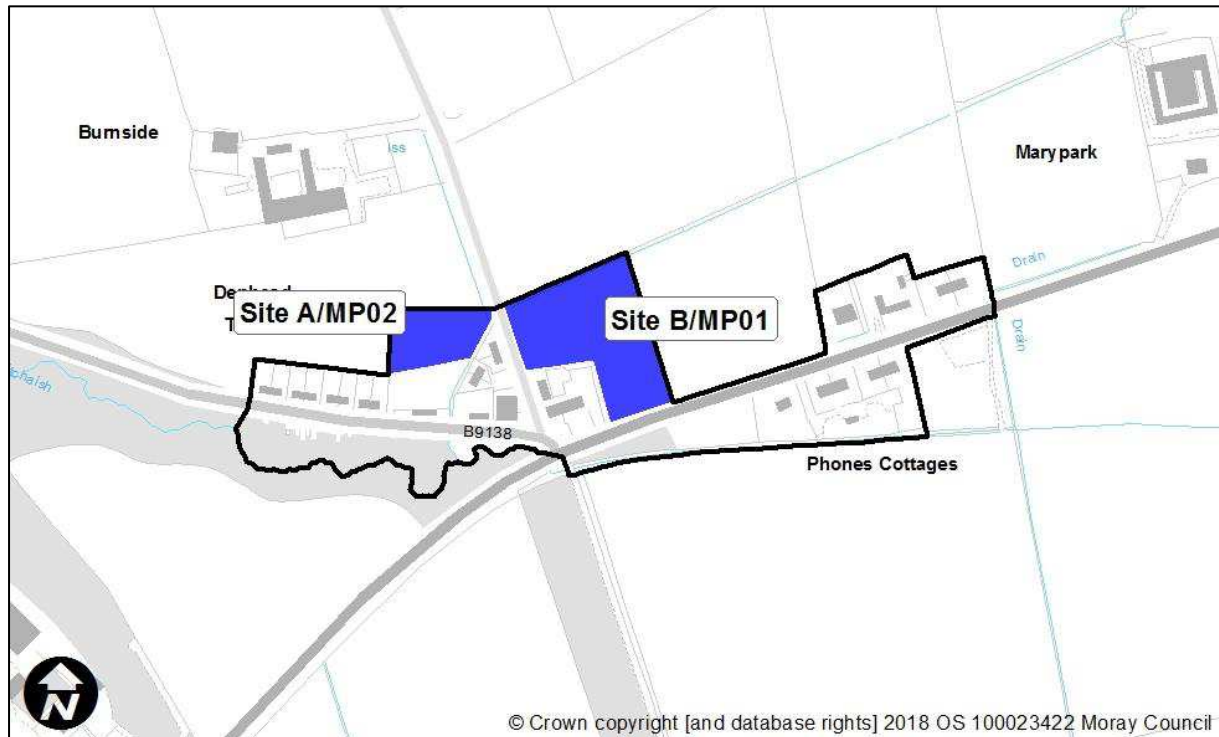 Burnside
iss
Marypark
Drain
Site A/MP02
Site B/MP01
Drain
B9138
Phones Cottages
N
© Crown copyright [and database rights] 2018 OS 100023422 Moray Council